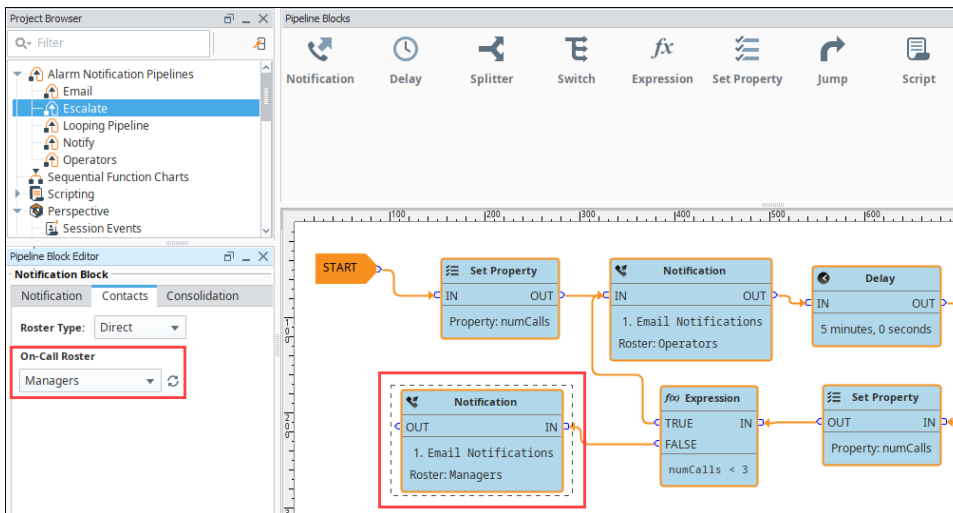 Project Browser
Filter
Alarm Notification Pipelines
Email
Escalate
Looping Pipeline
Notify
Operators
Sequential Function Charts
Scripting
Perspective
Session Events
Pipeline Block Editor
Notification Block
Notification Contacts Consolidation
Roster Type: Direct
On-Call Roster
Managers
Pipeline Blocks
Notification Delay Splitter Switch Expression Set Property Jump Script
fx
100 200 300 400 500 600
START
Set Property
IN OUT
Property: numCalls
Notification
IN OUT
1. Email Notifications
Roster: Operators
Delay
IN OUT
5 minutes, 0 seconds
Notification
OUT IN
1. Email Notifications
Roster: Managers
f(x) Expression
TRUE IN
FALSE
numCalls < 3
Set Property
OUT IN
Property: numCalls